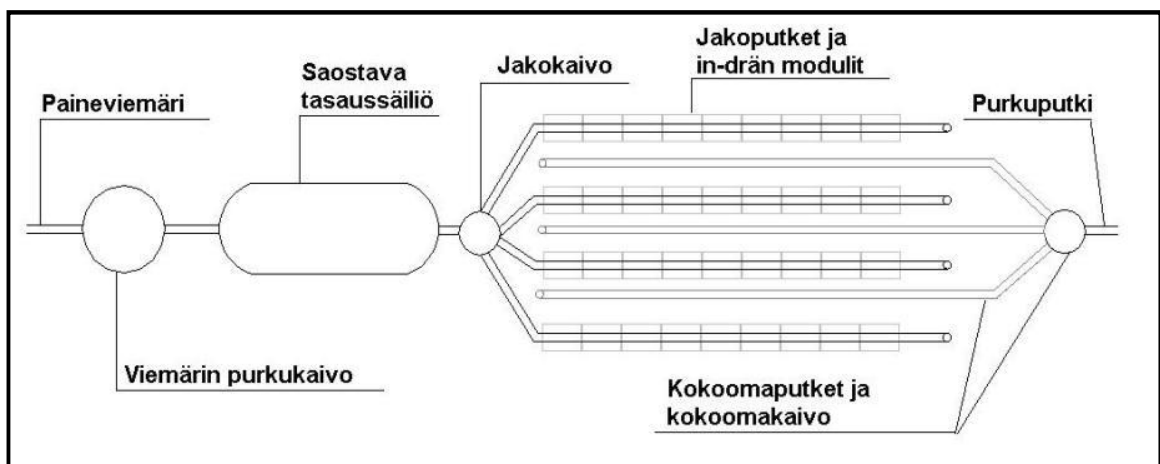 Paineviemäri
Saostava
tasaussäiliö
Jakokaivo
Jakoputket ja
in-drän modulit
Purkuputki
Viemärin purkukaivo
Kokoomaputket ja
kokoomakaivo